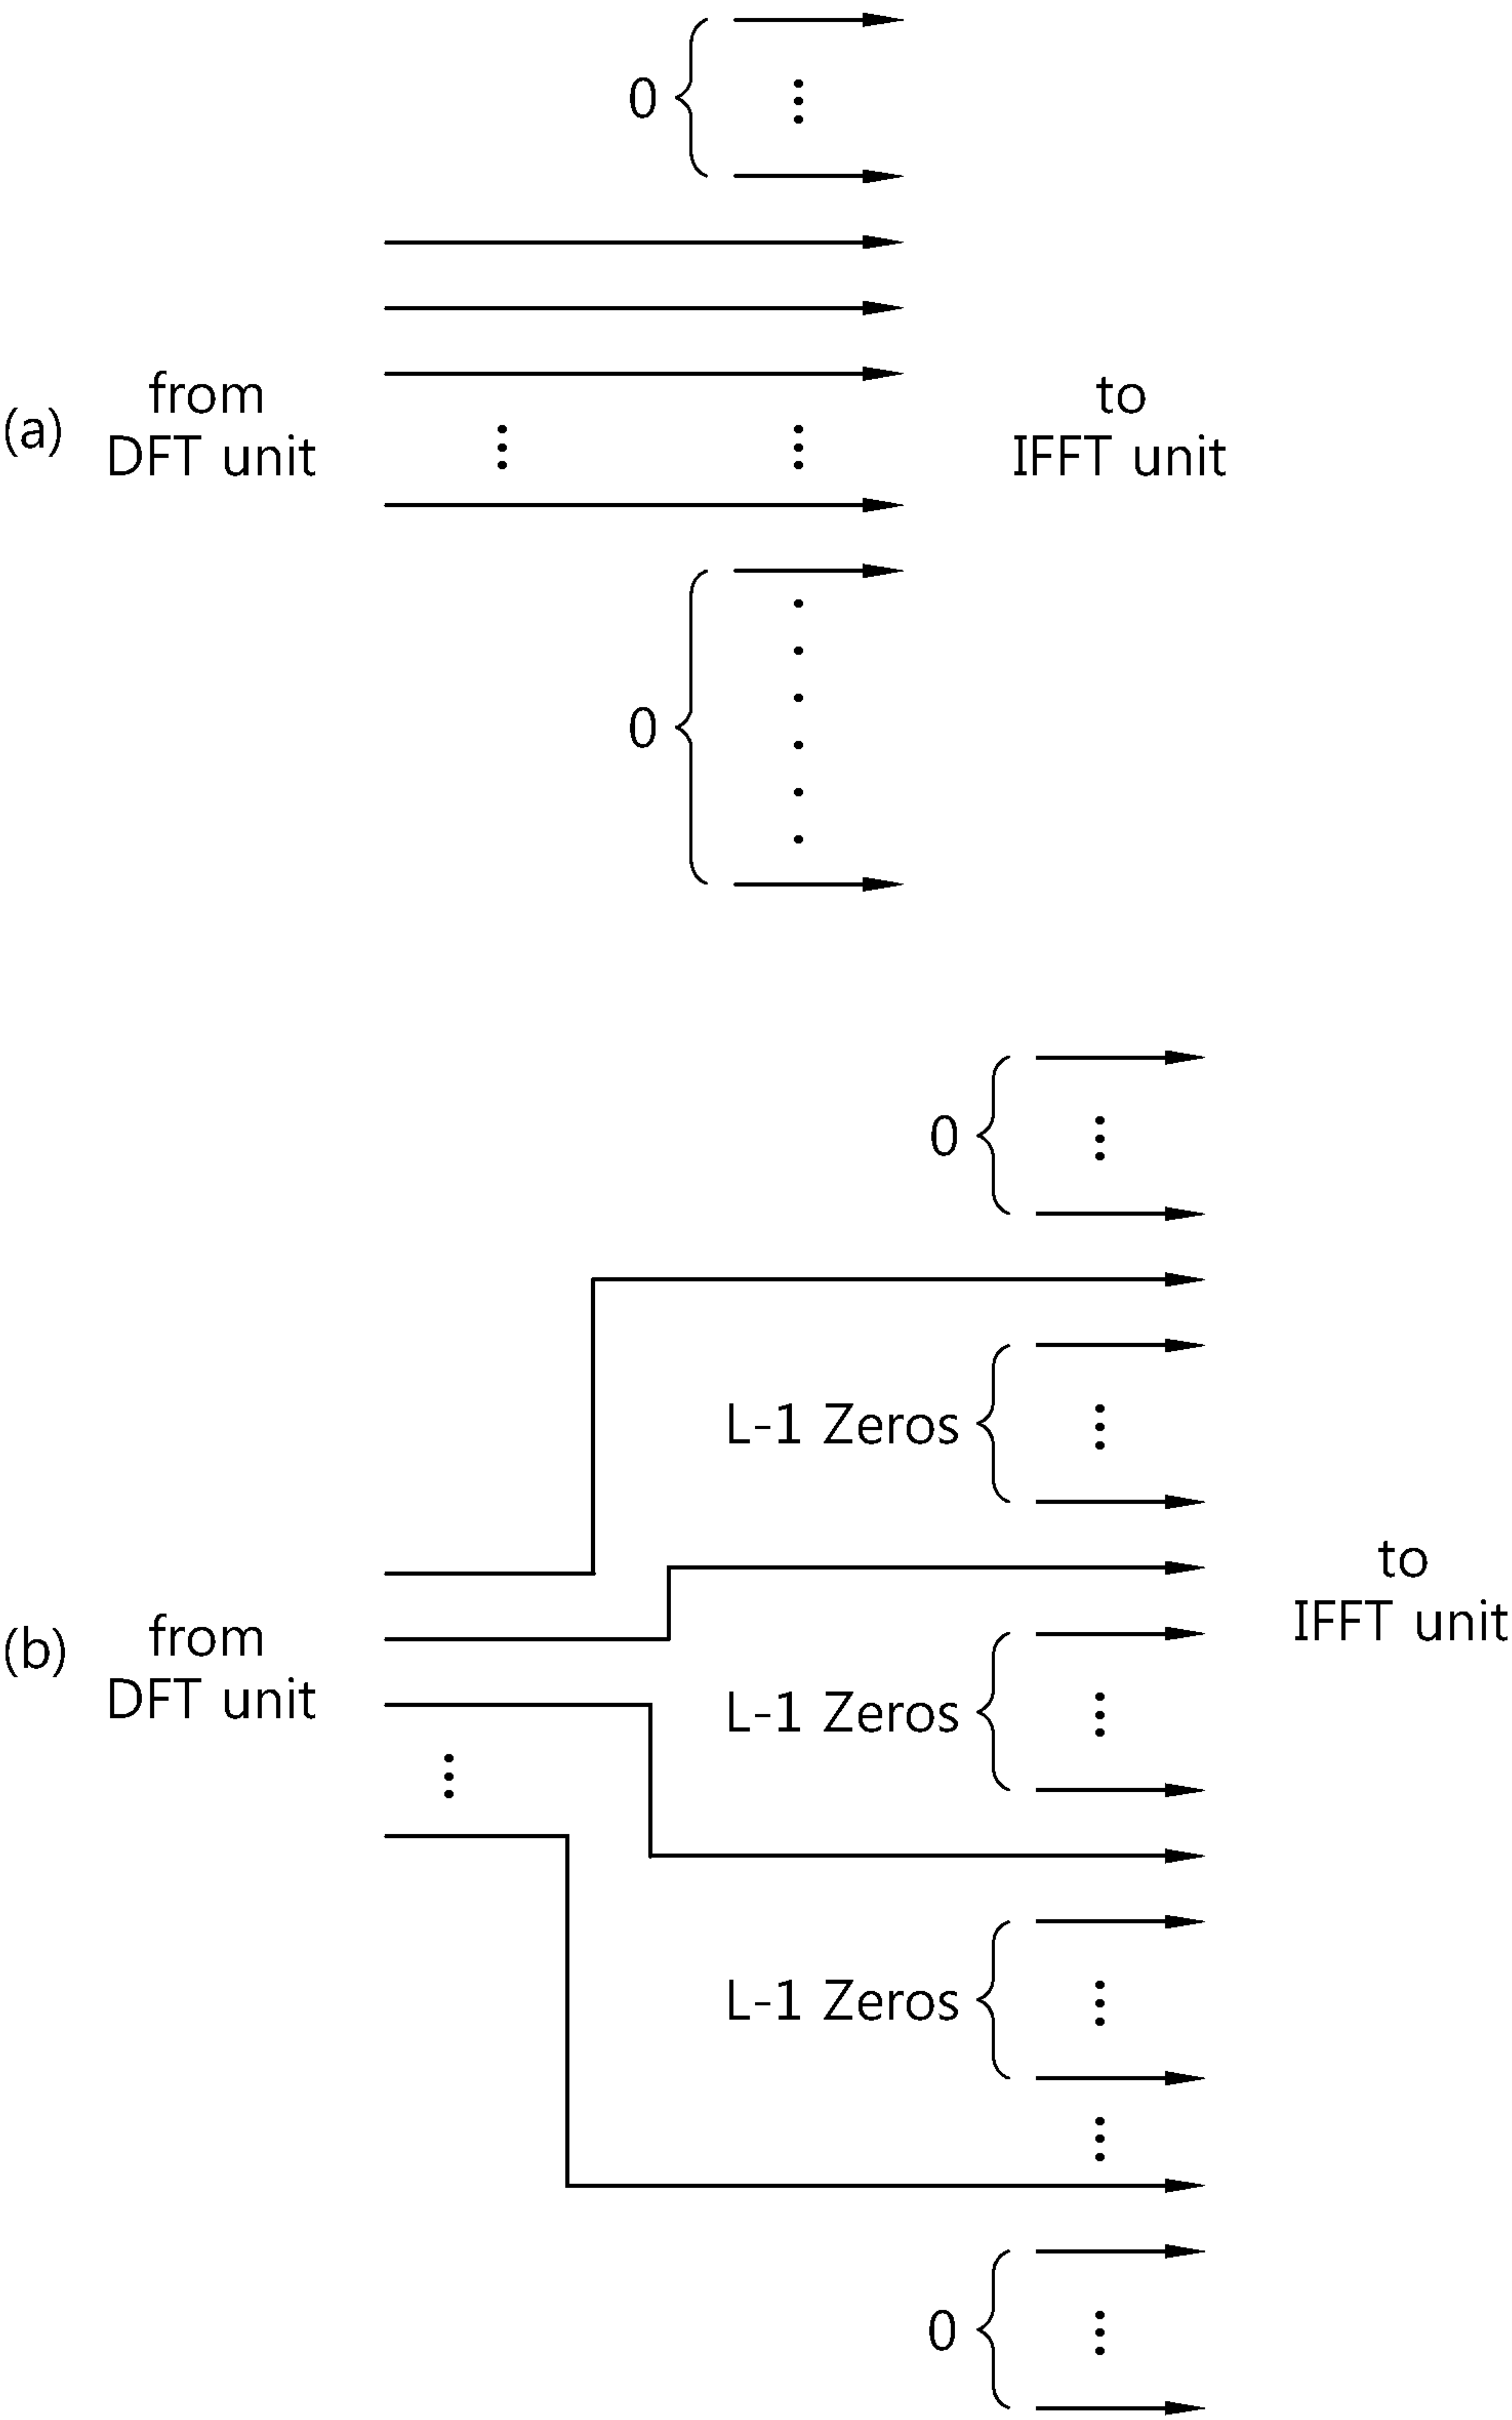 0
(a)
from
DFT unit
to
IFFT unit
0
0
L-1 Zeros
(b)
from
DFT unit
to
IFFT unit
L-1 Zeros
L-1 Zeros
0